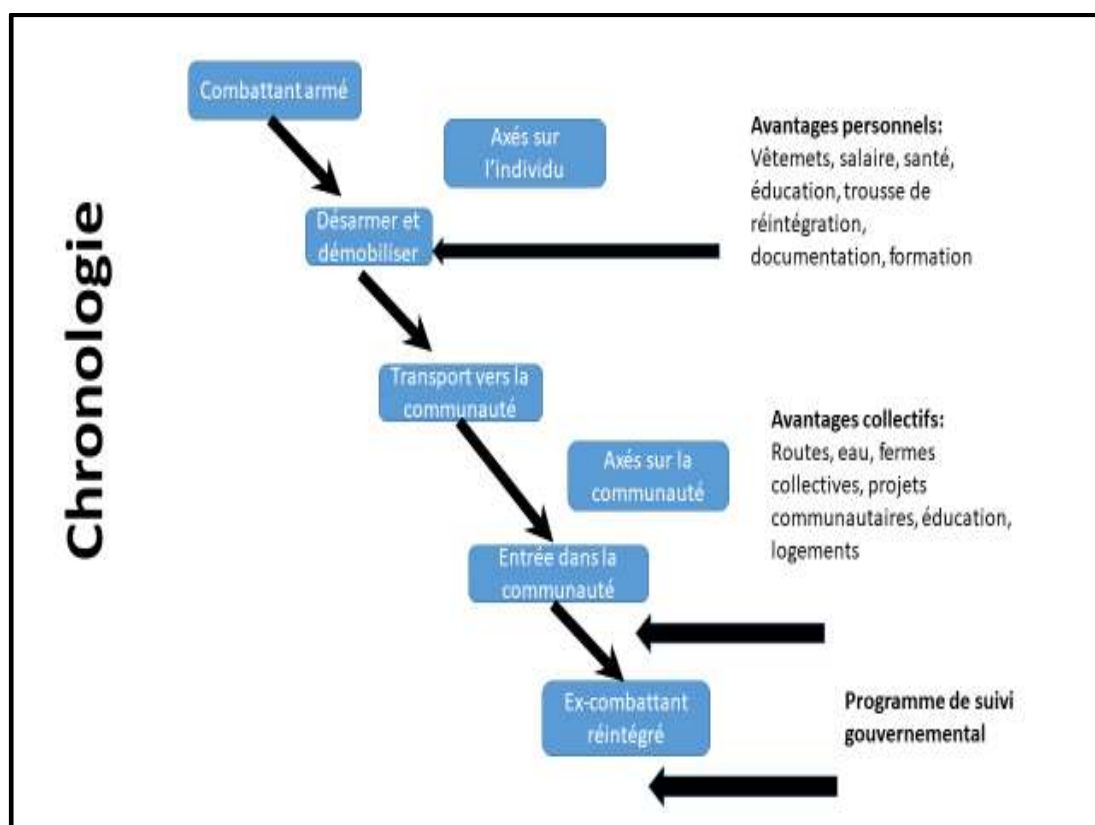 Chronologie
Combattant armé
Axés sur
l'individu
Avantages personnels:
Vêtemets, salaire, santé,
éducation, trousse de
réintégration,
documentation, formation
Désarmer et
démobiliser
Transport vers la
communauté
Avantages collectifs:
Routes, eau, fermes
collectives, projets
communautaires, éducation,
logements
Axés sur la
communauté
Entrée dans la
communauté
Ex-combattant
réintégré
Programme de suivi
gouvernemental